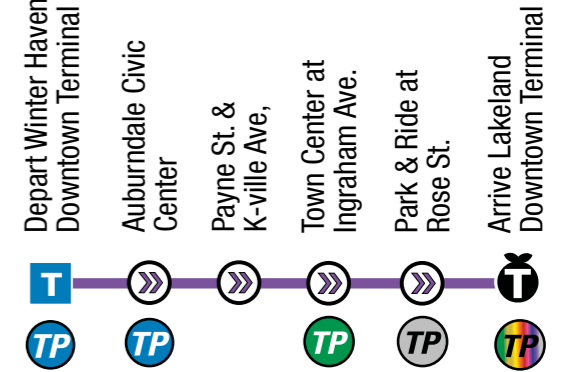 Depart Winter Haven
Downtown Terminal
Auburndale Civic
Center
Payne St. &
K-ville Ave,
Town Center at
Ingraham Ave.
Park & Ride at
Rose St.
Arrive Lakeland
Downtown Terminal
T
T
TP
TP
TP
TP
TP